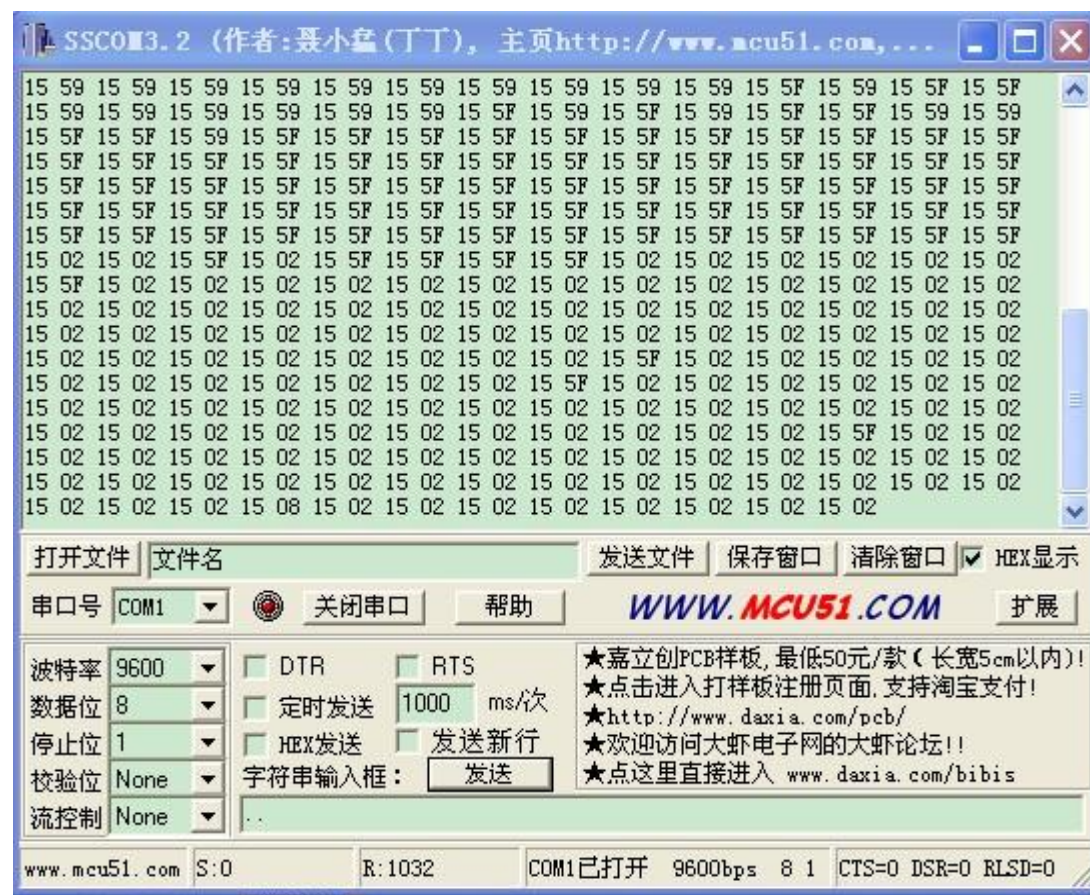 SSCOM3.2 (作者:聂小猛(丁丁), 主页http://www.mcu51.com,...
15 59 15 59 15 59 15 59 15 59 15 59 15 59 15 59 15 59 15 59 15 5F 15 59 15 5F 15 5F
15 59 15 59 15 59 15 59 15 59 15 59 15 5F 15 59 15 5F 15 59 15 5F 15 5F 15 59 15 59
15 5F 15 5F 15 59 15 5F 15 5F 15 5F 15 5F 15 5F 15 5F 15 5F 15 5F 15 5F 15 5F 15 5F
15 5F 15 5F 15 5F 15 5F 15 5F 15 5F 15 5F 15 5F 15 5F 15 5F 15 5F 15 5F 15 5F 15 5F
15 5F 15 5F 15 5F 15 5F 15 5F 15 5F 15 5F 15 5F 15 5F 15 5F 15 5F 15 5F 15 5F 15 5F
15 5F 15 5F 15 5F 15 5F 15 5F 15 5F 15 5F 15 5F 15 5F 15 5F 15 5F 15 5F 15 5F 15 5F
15 5F 15 5F 15 5F 15 5F 15 5F 15 5F 15 5F 15 5F 15 5F 15 5F 15 5F 15 5F 15 5F 15 5F
15 02 15 02 15 5F 15 02 15 5F 15 5F 15 5F 15 5F 15 02 15 02 15 02 15 02 15 02 15 02
15 5F 15 02 15 02 15 02 15 02 15 02 15 02 15 02 15 02 15 02 15 02 15 02 15 02 15 02
15 02 15 02 15 02 15 02 15 02 15 02 15 02 15 02 15 02 15 02 15 02 15 02 15 02 15 02
15 02 15 02 15 02 15 02 15 02 15 02 15 02 15 02 15 02 15 02 15 02 15 02 15 02 15 02
15 02 15 02 15 02 15 02 15 02 15 02 15 02 15 02 15 5F 15 02 15 02 15 02 15 02 15 02
15 02 15 02 15 02 15 02 15 02 15 02 15 02 15 5F 15 02 15 02 15 02 15 02 15 02 15 02
15 02 15 02 15 02 15 02 15 02 15 02 15 02 15 02 15 02 15 02 15 02 15 02 15 02 15 02
15 02 15 02 15 02 15 02 15 02 15 02 15 02 15 02 15 02 15 02 15 02 15 5F 15 02 15 02
15 02 15 02 15 02 15 02 15 02 15 02 15 02 15 02 15 02 15 02 15 02 15 02 15 02 15 02
15 02 15 02 15 02 15 02 15 02 15 02 15 02 15 02 15 02 15 02 15 02 15 02 15 02 15 02
15 02 15 02 15 02 15 08 15 02 15 02 15 02 15 02 15 02 15 02 15 02 15 02
打开文件 文件名 发送文件 保存窗口 清除窗口 HEX显示
串口号 COM1 关闭串口 帮助 WWW.MCU51.COM 扩展
波特率 9600 DTR RTS
数据位 8 定时发送 1000 ms/次
停止位 1 HEX发送 发送新行
校验位 None 字符串输入框: 发送
流控制 None ..
★嘉立创PCB样板,最低50元/款(长宽5cm以内)!
★点击进入打样板注册页面.支持淘宝支付!
★http://www.daxia.com/pcb/
★欢迎访问大虾电子网的大虾论坛!!
★点这里直接进入 www.daxia.com/bibis
www.mcu51.com S:0 R:1032 COM1已打开 9600bps 8 1 CTS=0 DSR=0 RLSD=0